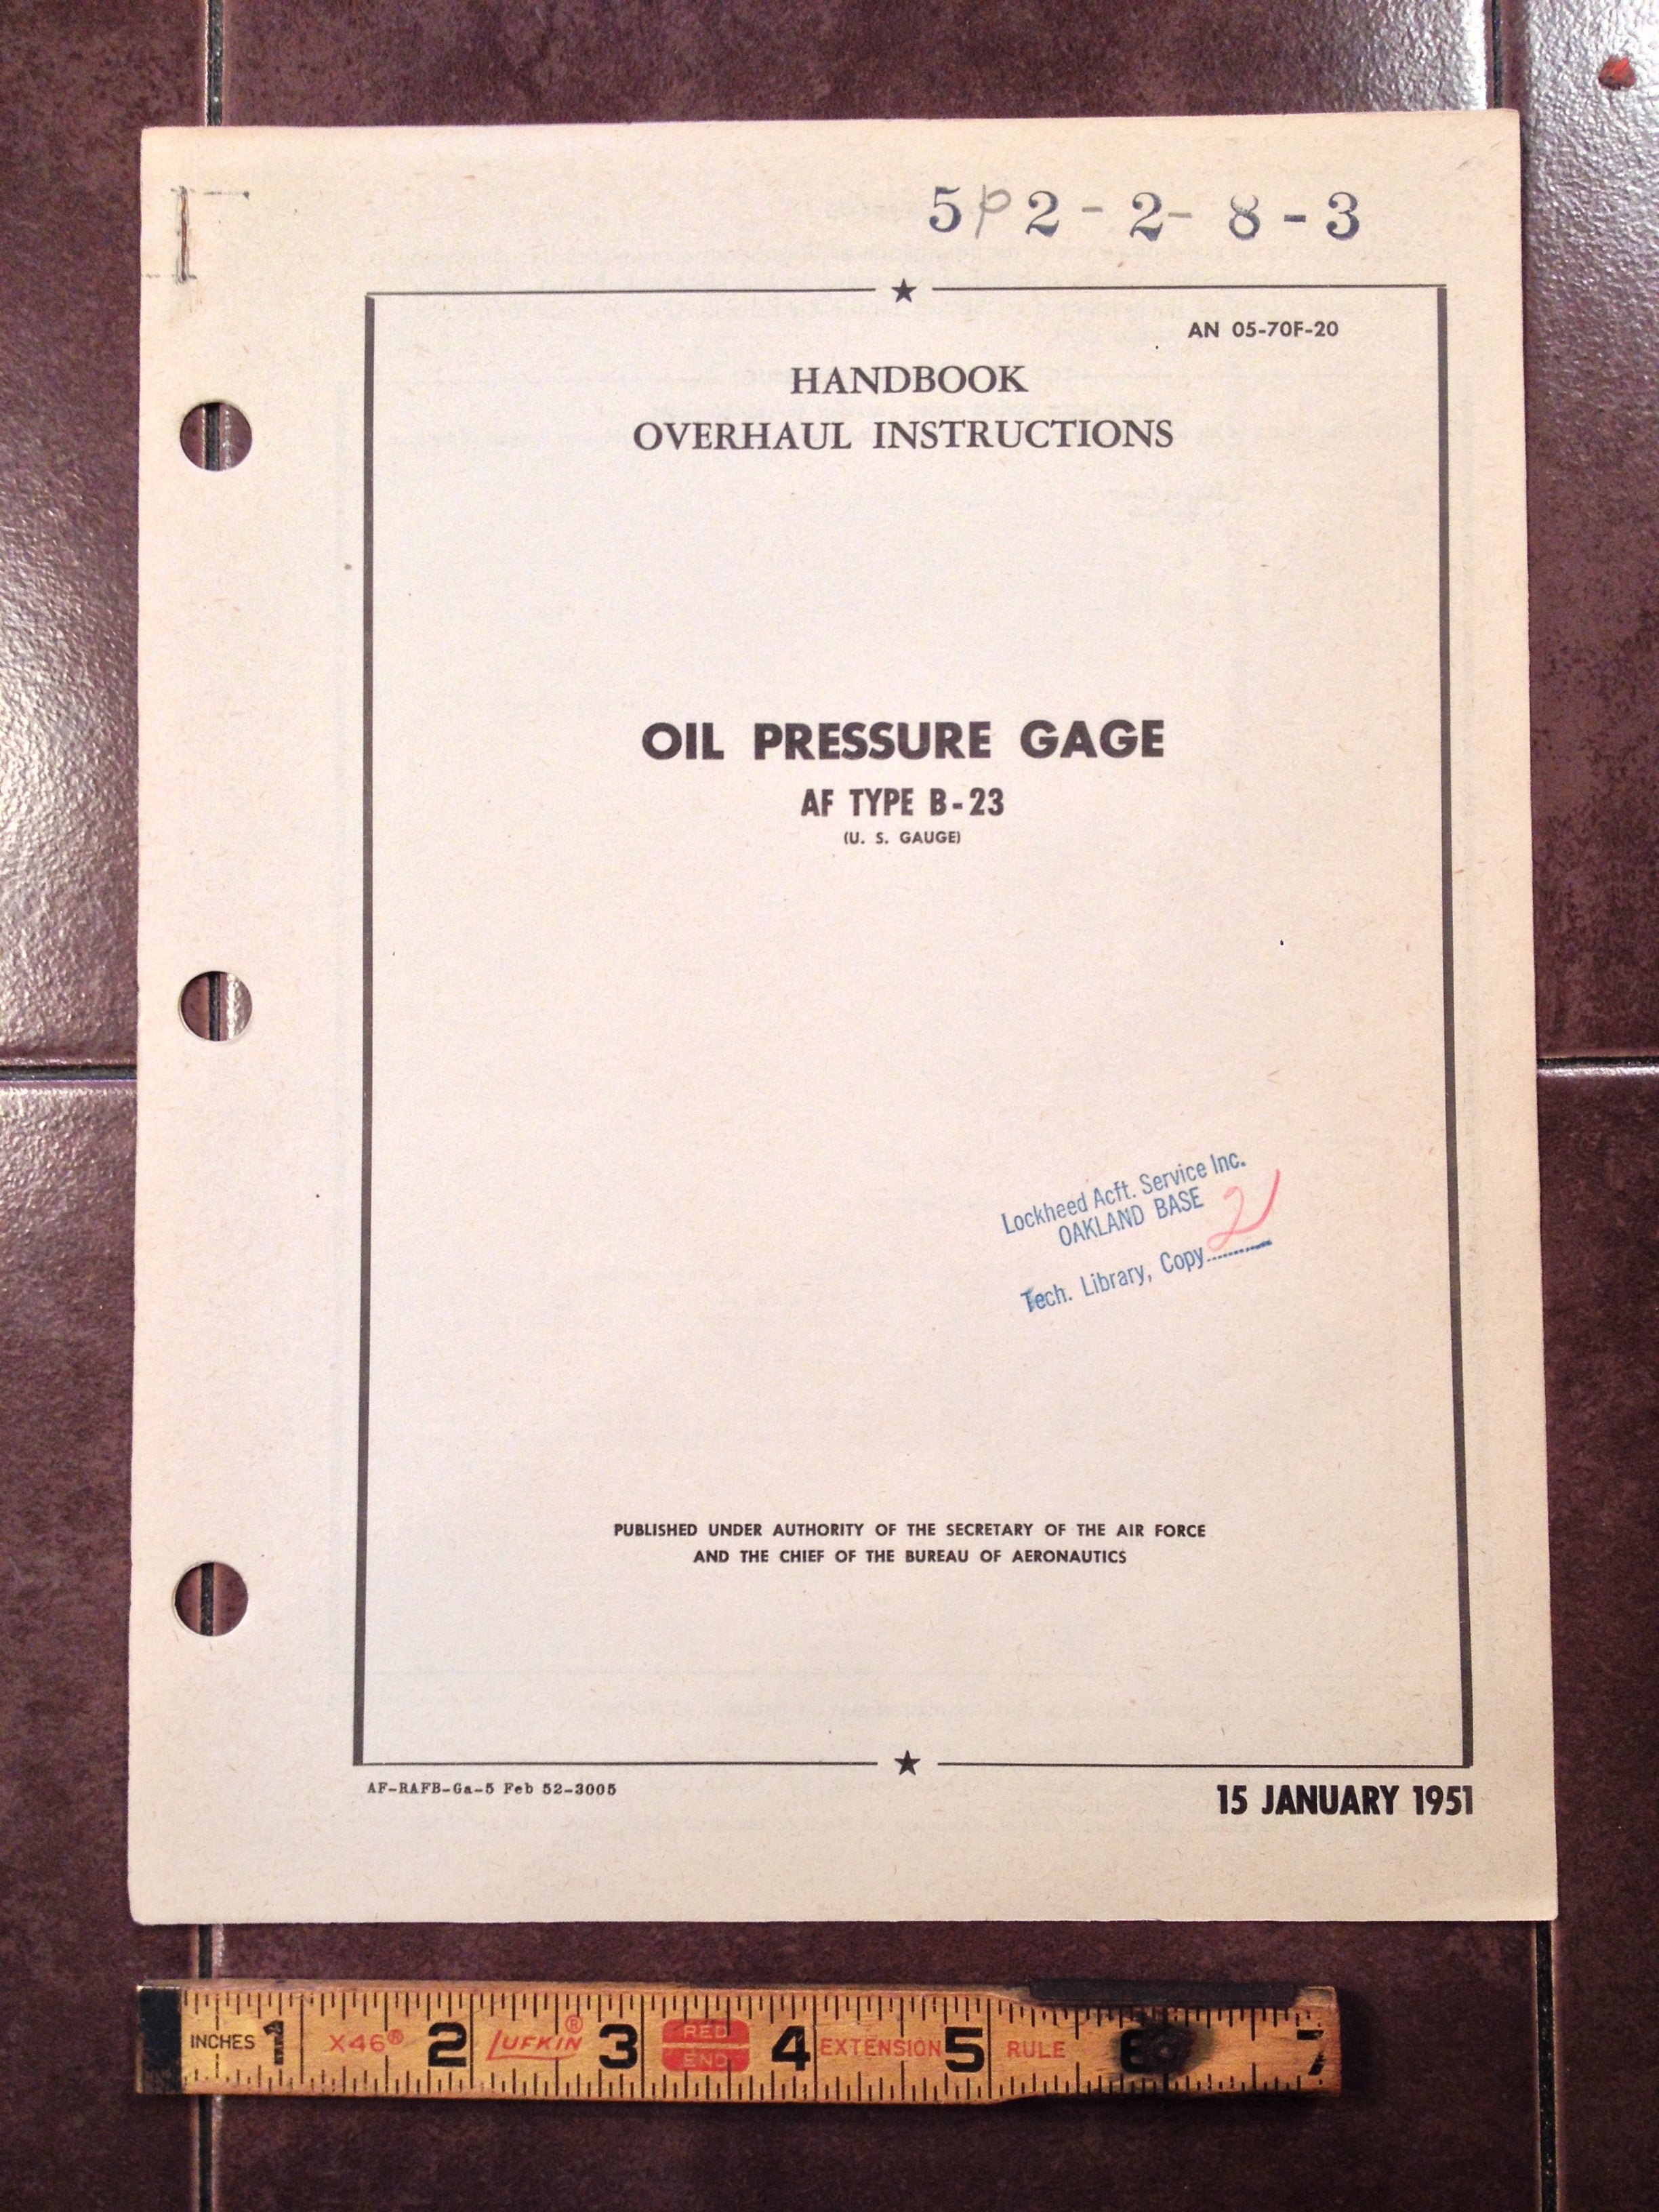 5P2-2-8-3
AN 05-70F-20
HANDBOOK
OVERHAUL INSTRUCTIONS
OIL PRESSURE GAGE
AF TYPE B-23
(U. S. GAUGE)
Lockheed Acft. Service Inc.
OAKLAND BASE
Tech. Library, Copy..........
PUBLISHED UNDER AUTHORITY OF THE SECRETARY OF THE AIR FORCE
AND THE CHIEF OF THE BUREAU OF AERONAUTICS
AF-RAFB-Ga-5 Feb 52-3005
15 JANUARY 1951
INCHES 1 X46® 2 LUFKIN® 3 RED END 4 EXTENSION 5 RULE 6 7